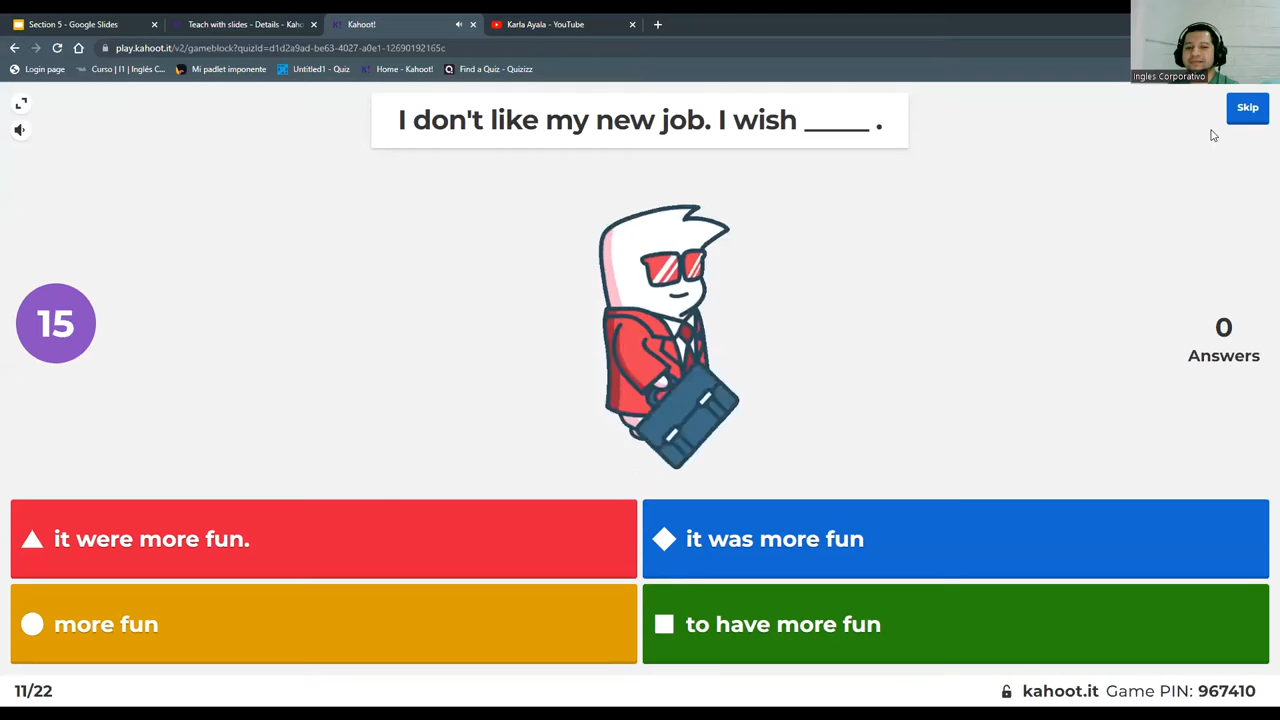 Section 5 - Google Slides
Teach with slides - Details - Kaho
Kahoot!
Karla Ayala - YouTube
play.kahoot.it/v2/gameblock?quizId=d1d2a9ad-be63-4027-a0e1-12690192165c
Login page
Curso | I1 | Inglés C...
Mi padlet imponente
Untitled1 - Quiz
Home - Kahoot!
Find a Quiz - Quizizz
Ingles Corporativo
I don't like my new job. I wish _____ .
Skip
15
0
Answers
it were more fun.
it was more fun
more fun
to have more fun
11/22
kahoot.it Game PIN: 967410